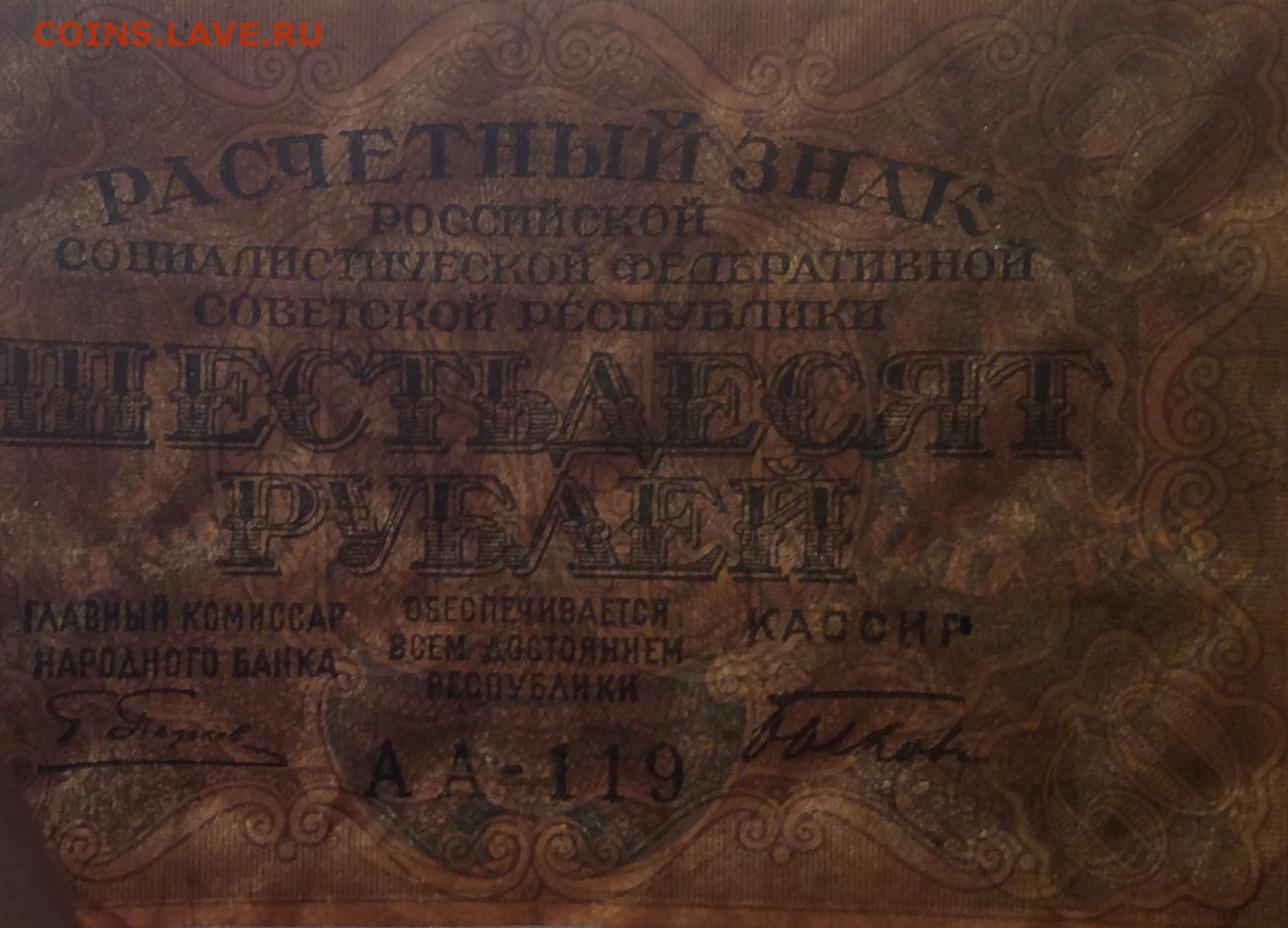 COINS.LAVE.RU
РАСЧЕТНЫЙ ЗНАК
РОССИЙСКОЙ
СОЦИАЛИСТИЧЕСКОЙ ФЕДЕРАТИВНОЙ
СОВЕТСКОЙ РЕСПУБЛИКИ
ШЕСТЬДЕСЯТ
РУБЛЕЙ
ГЛАВНЫЙ КОМИССАР
НАРОДНОГО БАНКА
ОБЕСПЕЧИВАЕТСЯ
ВСЕМ ДОСТОЯНИЕМ
РЕСПУБЛИКИ
КАССИР
АА-119